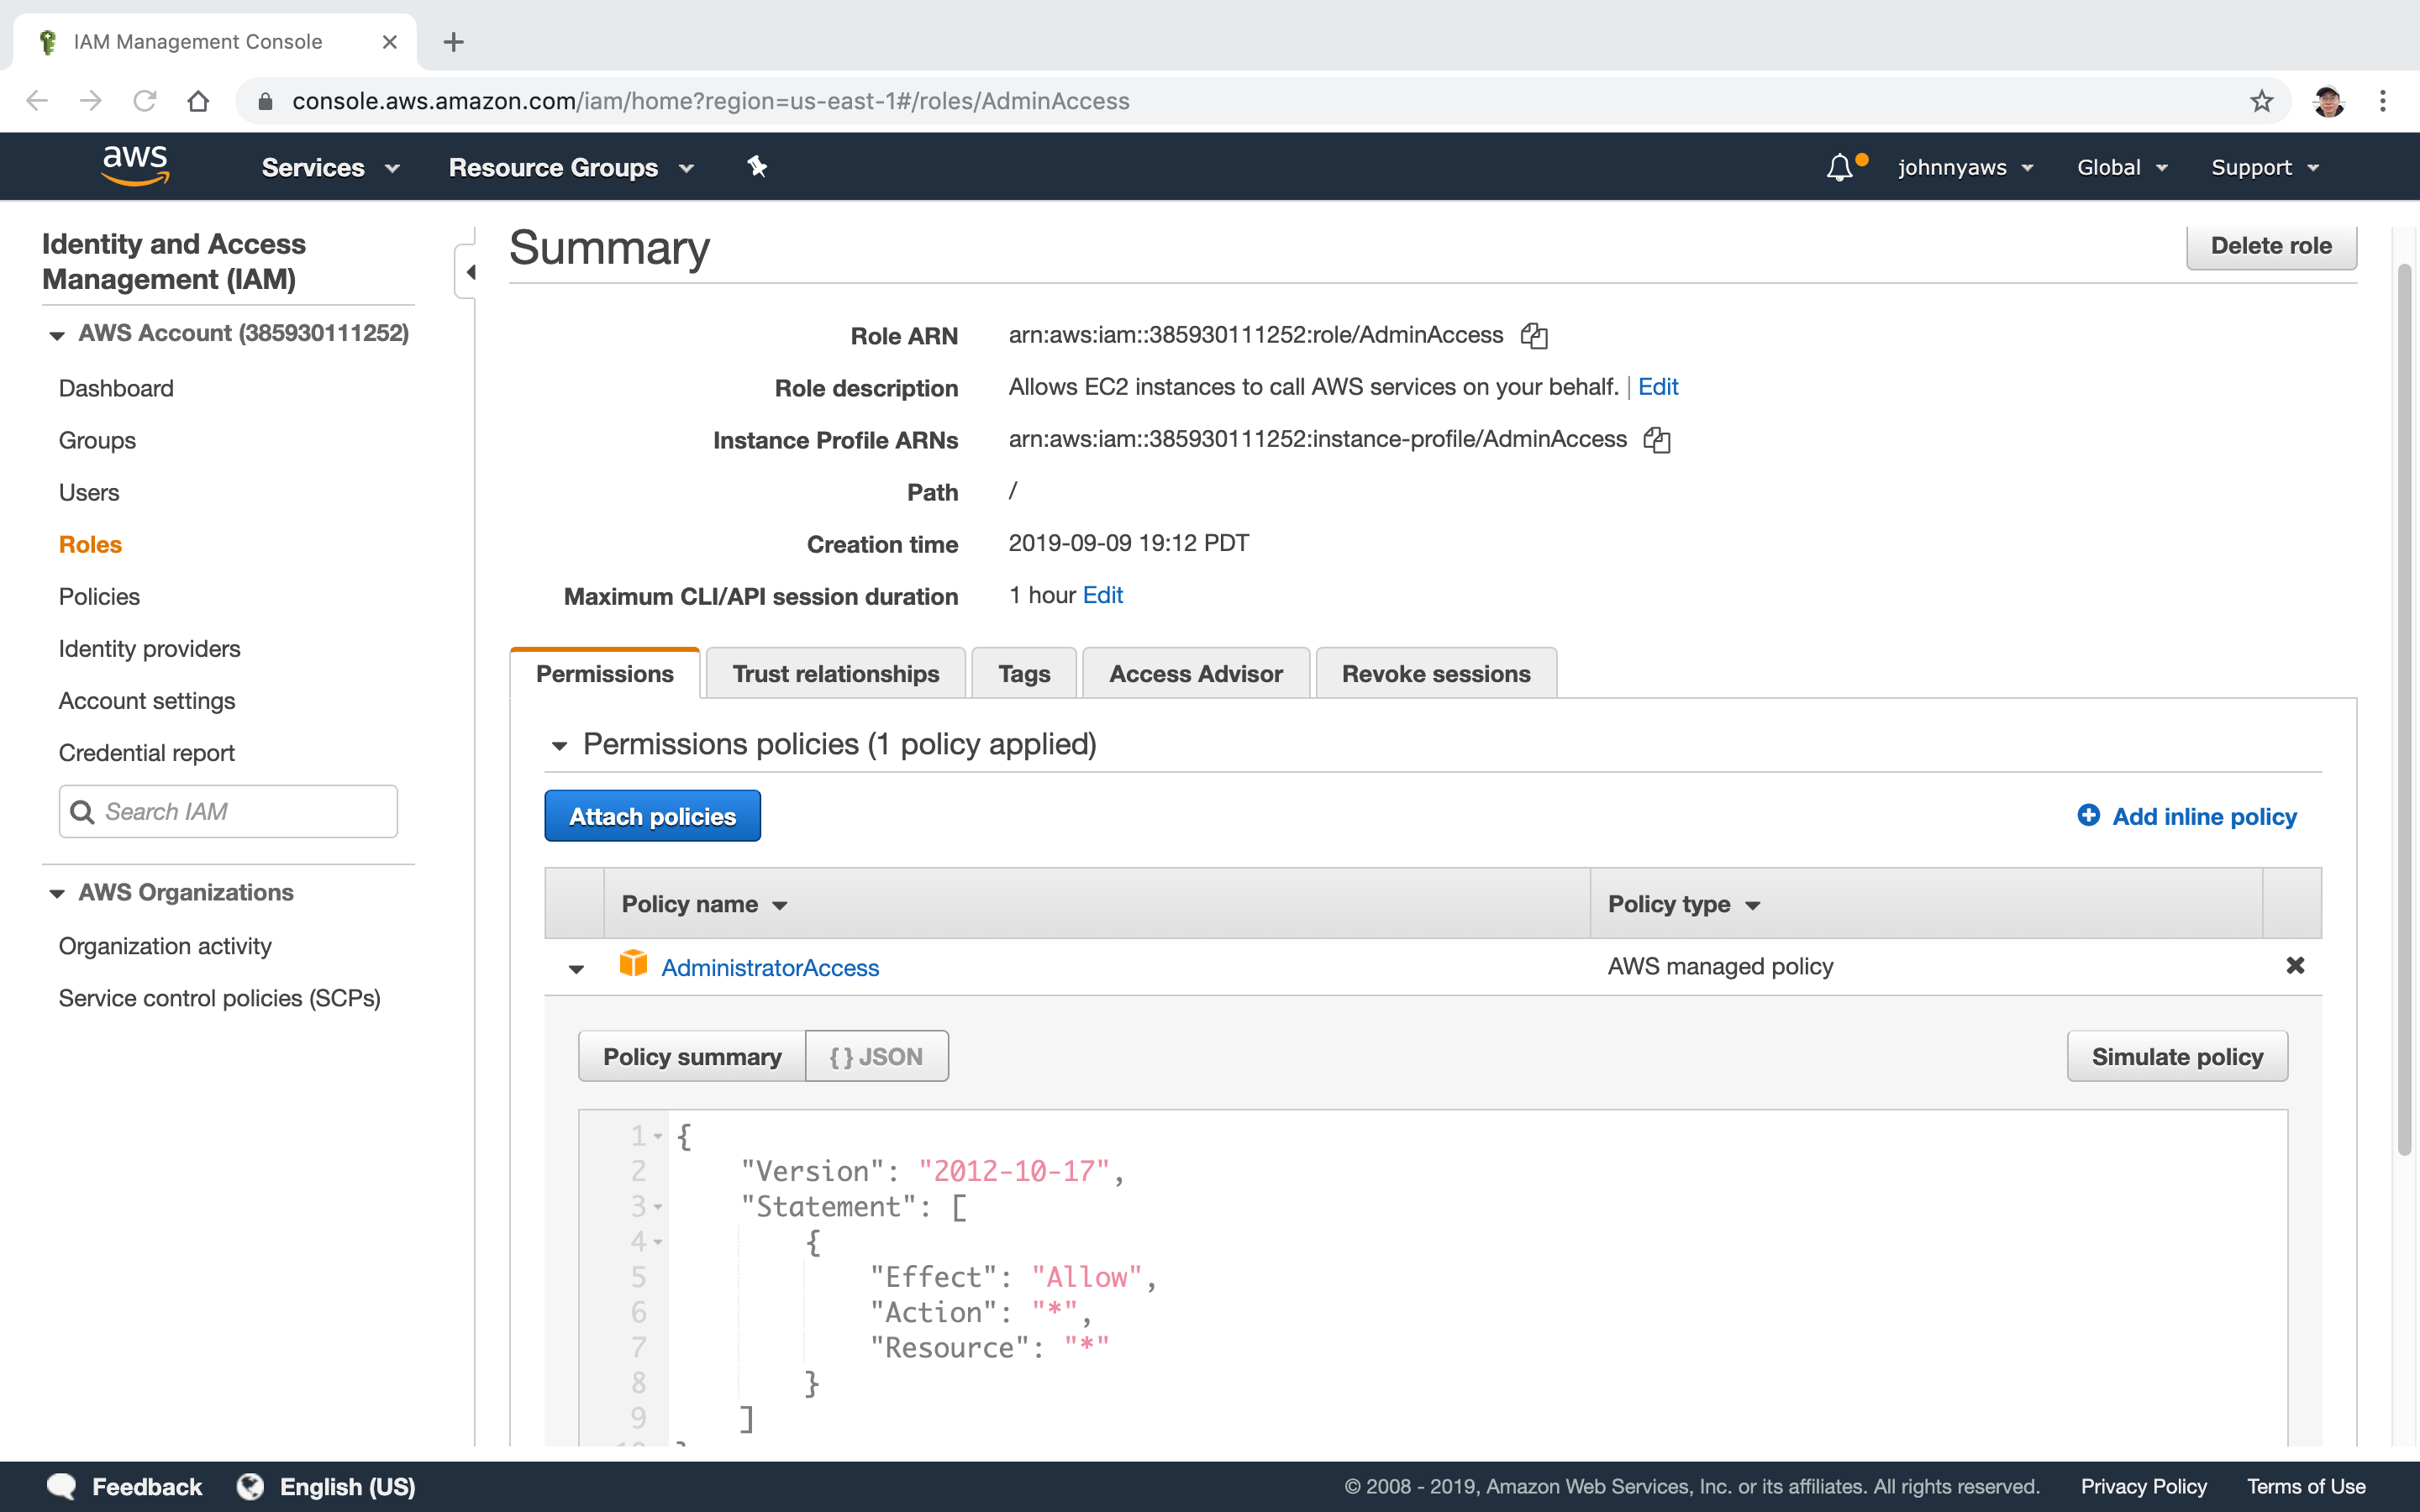 IAM Management Console
console.aws.amazon.com/iam/home?region=us-east-1#/roles/AdminAccess
aws Services Resource Groups johnnyaws Global Support
Identity and Access
Management (IAM)
AWS Account (385930111252)
Dashboard
Groups
Users
Roles
Policies
Identity providers
Account settings
Credential report
Search IAM
AWS Organizations
Organization activity
Service control policies (SCPs)
Summary
Delete role
Role ARN arn:aws:iam::385930111252:role/AdminAccess
Role description Allows EC2 instances to call AWS services on your behalf. | Edit
Instance Profile ARNs arn:aws:iam::385930111252:instance-profile/AdminAccess
Path /
Creation time 2019-09-09 19:12 PDT
Maximum CLI/API session duration 1 hour Edit
Permissions Trust relationships Tags Access Advisor Revoke sessions
Permissions policies (1 policy applied)
Attach policies Add inline policy
Policy name Policy type
AdministratorAccess AWS managed policy
Policy summary { } JSON Simulate policy
1 {
2 "Version": "2012-10-17",
3 "Statement": [
4 {
5 "Effect": "Allow",
6 "Action": "*",
7 "Resource": "*"
8 }
9 ]
Feedback English (US) © 2008 - 2019, Amazon Web Services, Inc. or its affiliates. All rights reserved. Privacy Policy Terms of Use